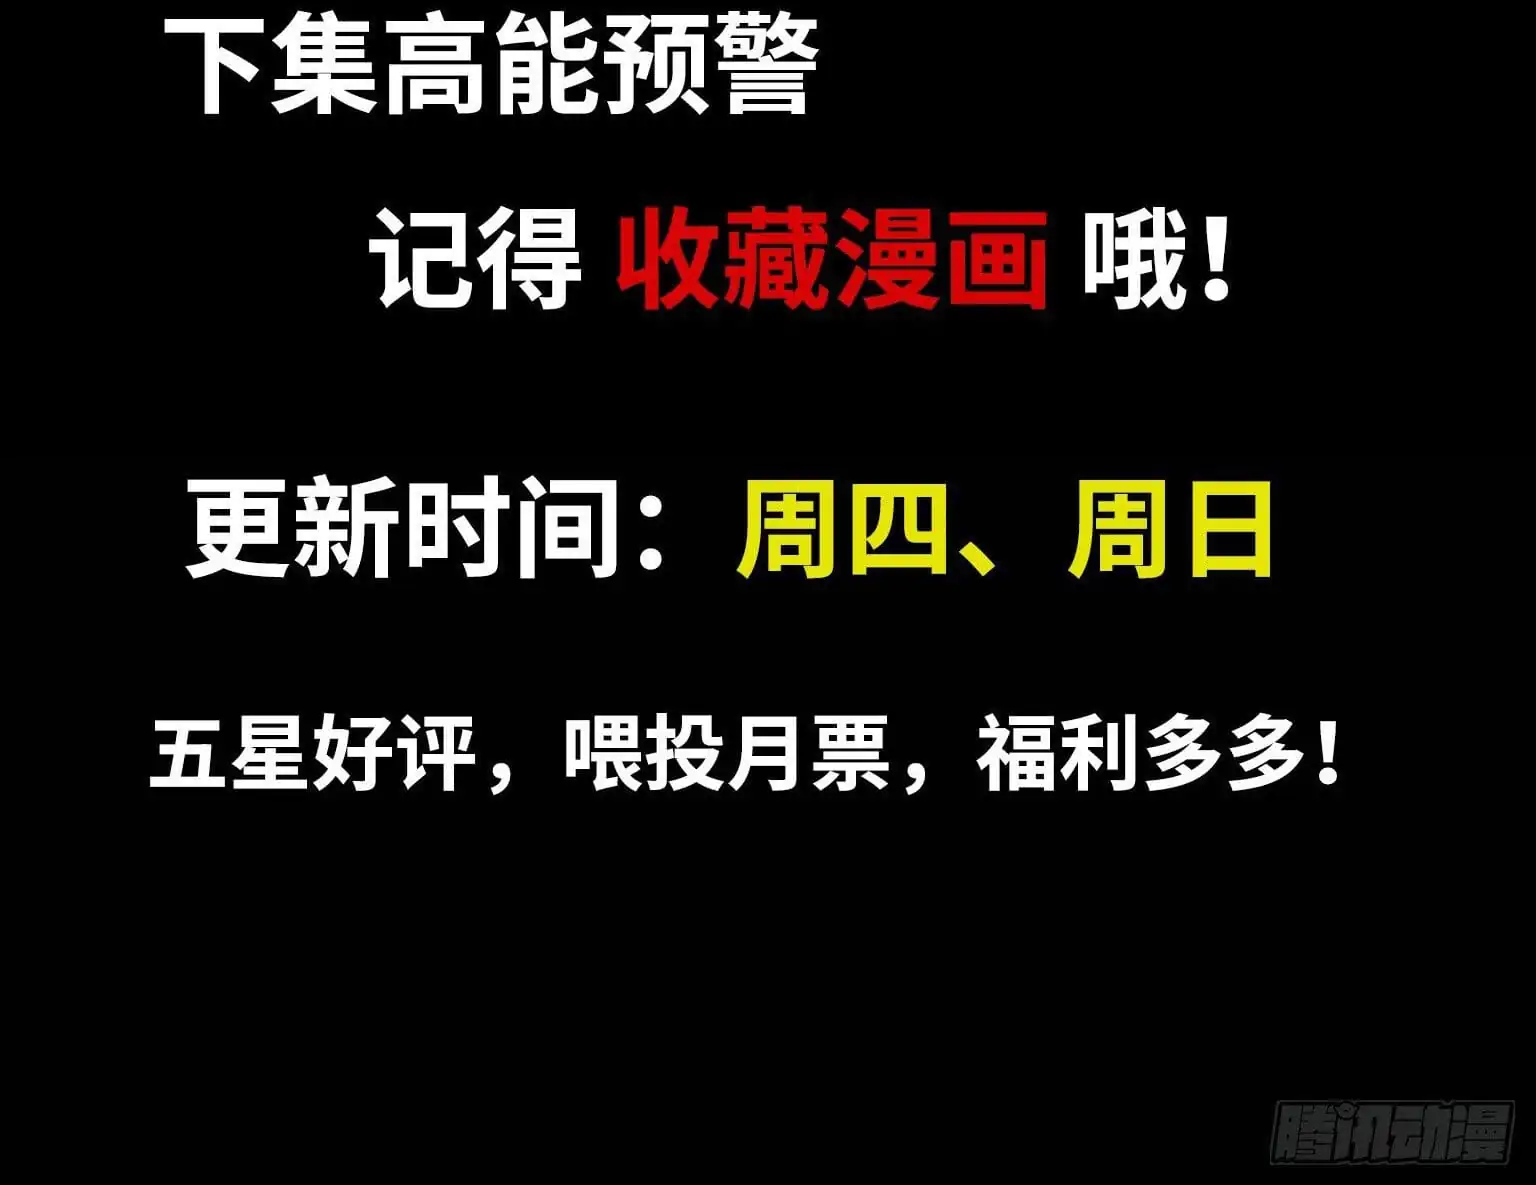 下集高能预警
记得 收藏漫画 哦！
更新时间：周四、周日
五星好评，喂投月票，福利多多！
腾讯动漫